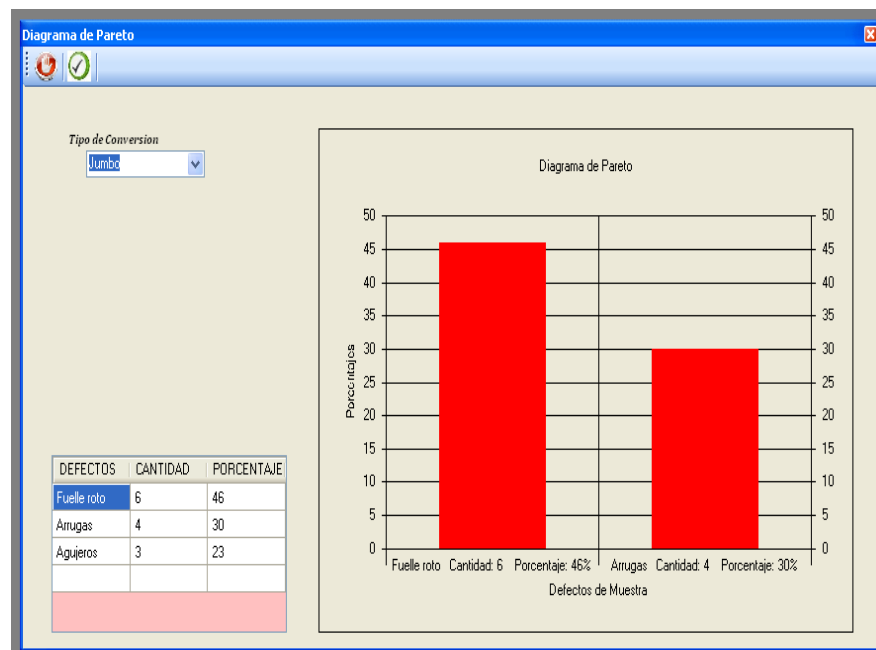 Diagrama de Pareto
Tipo de Conversion
Jumbo
Diagrama de Pareto
50 50
45 45
40 40
35 35
30 30
25 25
20 20
15 15
10 10
5 5
0 0
Porcentajes
Fuelle roto Cantidad: 6 Porcentaje: 46% Arrugas Cantidad: 4 Porcentaje: 30%
Defectos de Muestra
DEFECTOS CANTIDAD PORCENTAJE
Fuelle roto 6 46
Arrugas 4 30
Agujeros 3 23